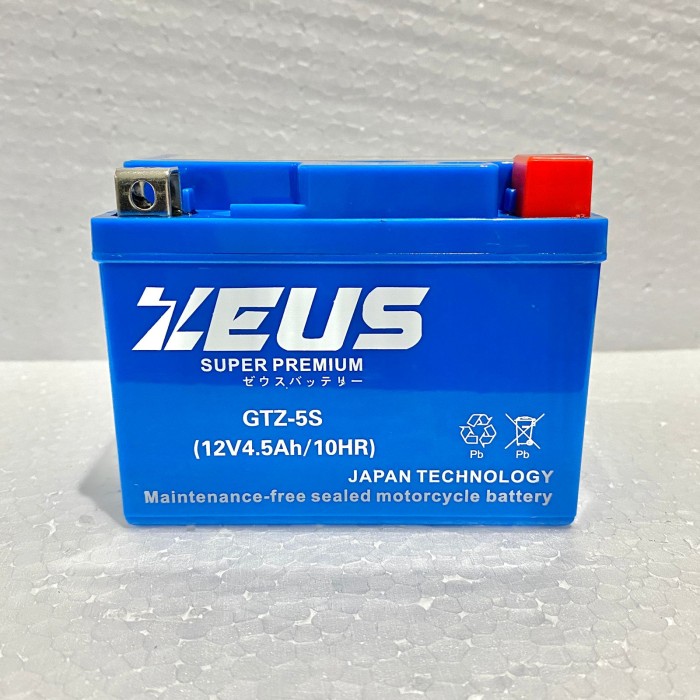 ZEUS
SUPER PREMIUM
ゼウスバッテリー
GTZ-5S
(12V4.5Ah/10HR)
Pb Pb
JAPAN TECHNOLOGY
Maintenance-free sealed motorcycle battery